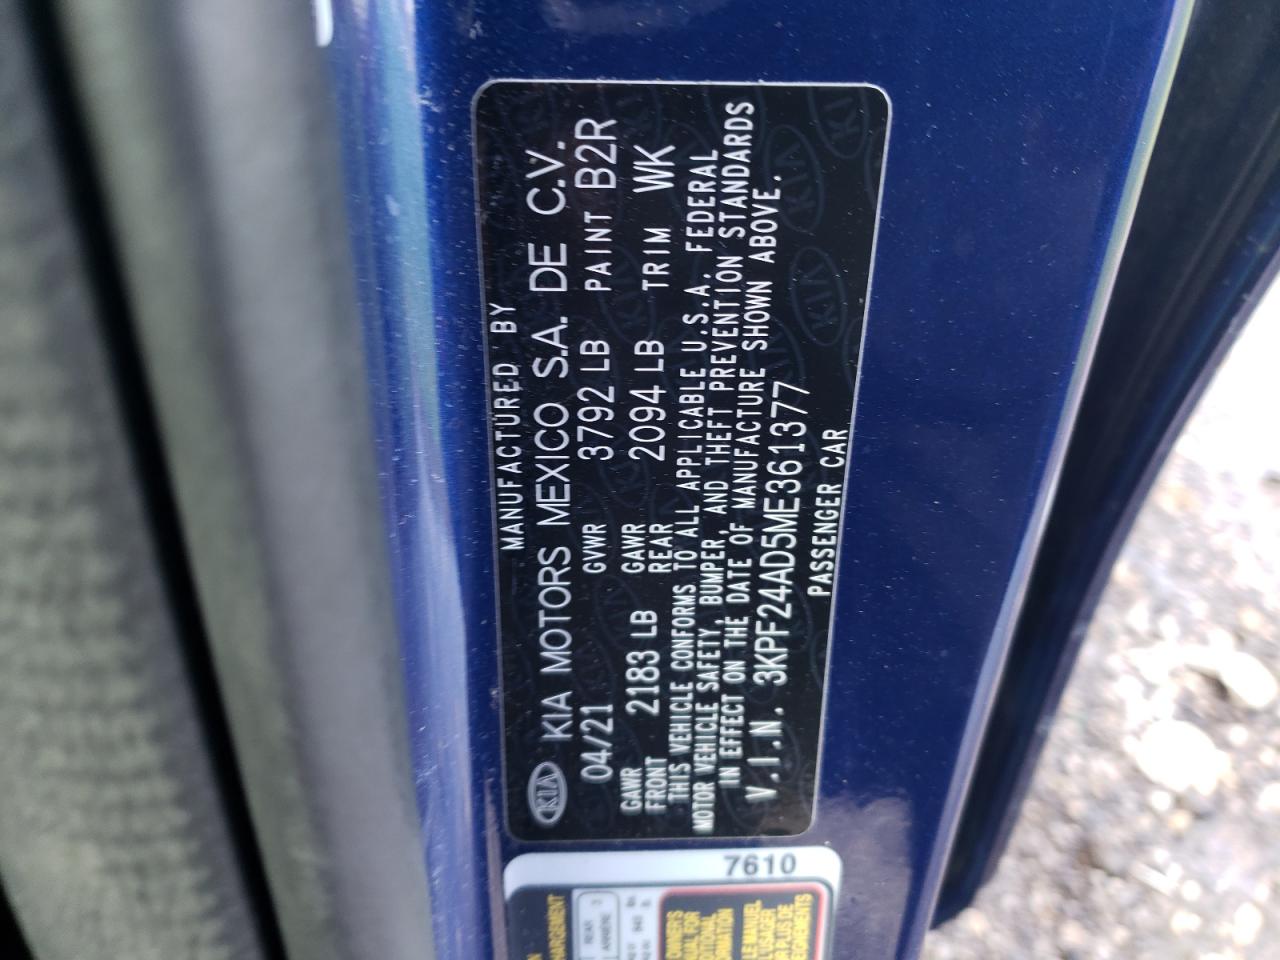 MANUFACTURED BY
KIA KIA MOTORS MEXICO S.A. DE C.V.
04/21 GVWR 3792 LB PAINT B2R
GAWR FRONT 2183 LB GAWR REAR 2094 LB TRIM WK
THIS VEHICLE CONFORMS TO ALL APPLICABLE U.S.A. FEDERAL
MOTOR VEHICLE SAFETY, BUMPER, AND THEFT PREVENTION STANDARDS
IN EFFECT ON THE DATE OF MANUFACTURE SHOWN ABOVE.
V.I.N. 3KPF24AD5ME361377
PASSENGER CAR
7610
REAR